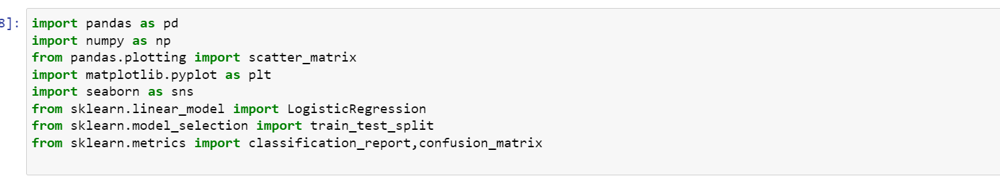 8]:
import pandas as pd
import numpy as np
from pandas.plotting import scatter_matrix
import matplotlib.pyplot as plt
import seaborn as sns
from sklearn.linear_model import LogisticRegression
from sklearn.model_selection import train_test_split
from sklearn.metrics import classification_report,confusion_matrix